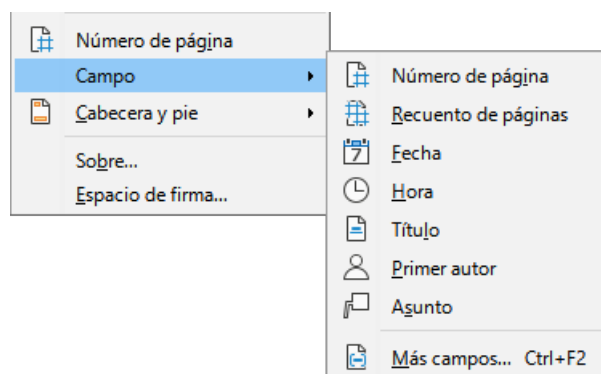 Número de página
Campo
Cabecera y pie
Sobre...
Espacio de firma...
Número de página
Recuento de páginas
7
Fecha
Hora
Título
Primer autor
Asunto
Más campos... Ctrl+F2